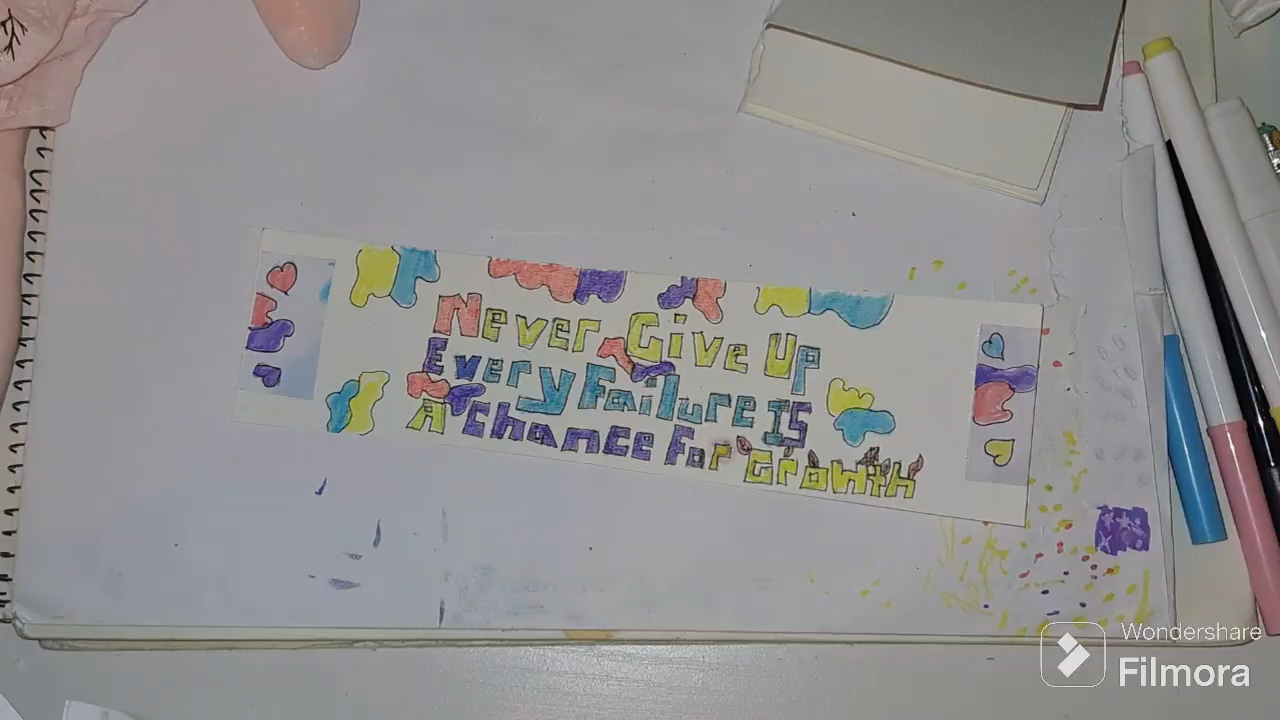 Never Give Up
Every Failure Is
A Chance For Growth
Wondershare
Filmora